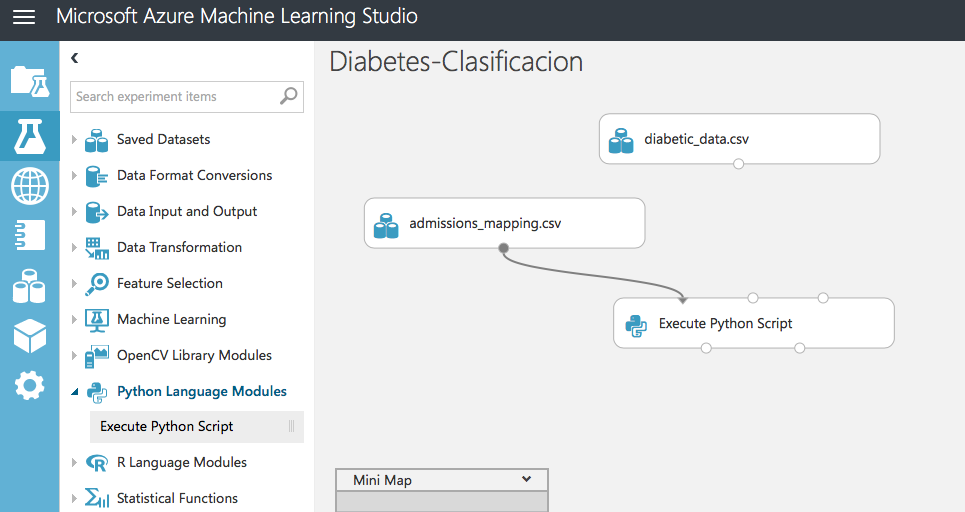 Microsoft Azure Machine Learning Studio
Search experiment items
Saved Datasets
Data Format Conversions
Data Input and Output
Data Transformation
Feature Selection
Machine Learning
OpenCV Library Modules
Python Language Modules
Execute Python Script
R Language Modules
Statistical Functions
Diabetes-Clasificacion
diabetic_data.csv
admissions_mapping.csv
Execute Python Script
Mini Map